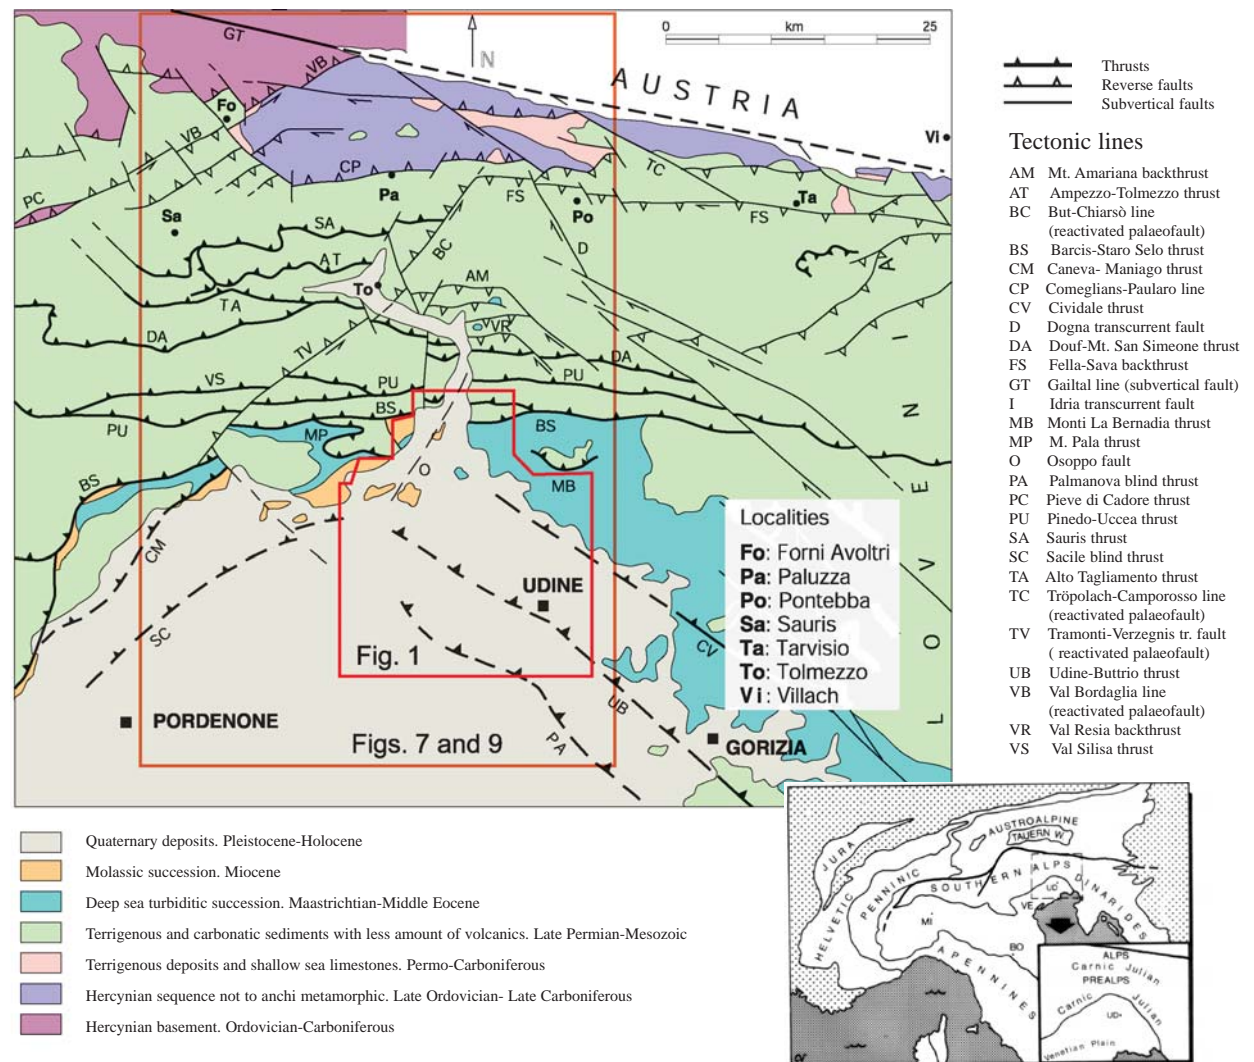 GT
N
0 km 25
AUSTRIA
VB
Fo
Vi
VB
CP
Pa
TC
Ta
PC
Sa
FS
Po
FS
SA
BC
D
A
AT
To
AM
TA
VR
I
DA
TV
DA
VS
PU
PU
N
BS
PU
MP
BS
O
BS
MB
E
CM
Localities
Fo: Forni Avoltri
Pa: Paluzza
Po: Pontebba
Sa: Sauris
Ta: Tarvisio
To: Tolmezzo
Vi: Villach
V
UDINE
SC
Fig. 1
CV
O
UB
L
PORDENONE
Figs. 7 and 9
PA
GORIZIA
Thrusts
Reverse faults
Subvertical faults
Tectonic lines
AM Mt. Amariana backthrust
AT Ampezzo-Tolmezzo thrust
BC But-Chiarsò line
(reactivated palaeofault)
BS Barcis-Staro Selo thrust
CM Caneva- Maniago thrust
CP Comeglians-Paularo line
CV Cividale thrust
D Dogna transcurrent fault
DA Douf-Mt. San Simeone thrust
FS Fella-Sava backthrust
GT Gailtal line (subvertical fault)
I Idria transcurrent fault
MB Monti La Bernadia thrust
MP M. Pala thrust
O Osoppo fault
PA Palmanova blind thrust
PC Pieve di Cadore thrust
PU Pinedo-Uccea thrust
SA Sauris thrust
SC Sacile blind thrust
TA Alto Tagliamento thrust
TC Tröpolach-Camporosso line
(reactivated palaeofault)
TV Tramonti-Verzegnis tr. fault
( reactivated palaeofault)
UB Udine-Buttrio thrust
VB Val Bordaglia line
(reactivated palaeofault)
VR Val Resia backthrust
VS Val Silisa thrust
Quaternary deposits. Pleistocene-Holocene
Molassic succession. Miocene
Deep sea turbiditic succession. Maastrichtian-Middle Eocene
Terrigenous and carbonatic sediments with less amount of volcanics. Late Permian-Mesozoic
Terrigenous deposits and shallow sea limestones. Permo-Carboniferous
Hercynian sequence not to anchi metamorphic. Late Ordovician- Late Carboniferous
Hercynian basement. Ordovician-Carboniferous
AUSTROALPINE
TAUERN W.
JURA
PENNINIC
HELVETIC
SOUTHERN ALPS
DINARIDES
UD
VE
MI
BO
APENNINES
ALPS
Carnic Julian
PREALPS
Carnic Julian
UD
Venetian Plain